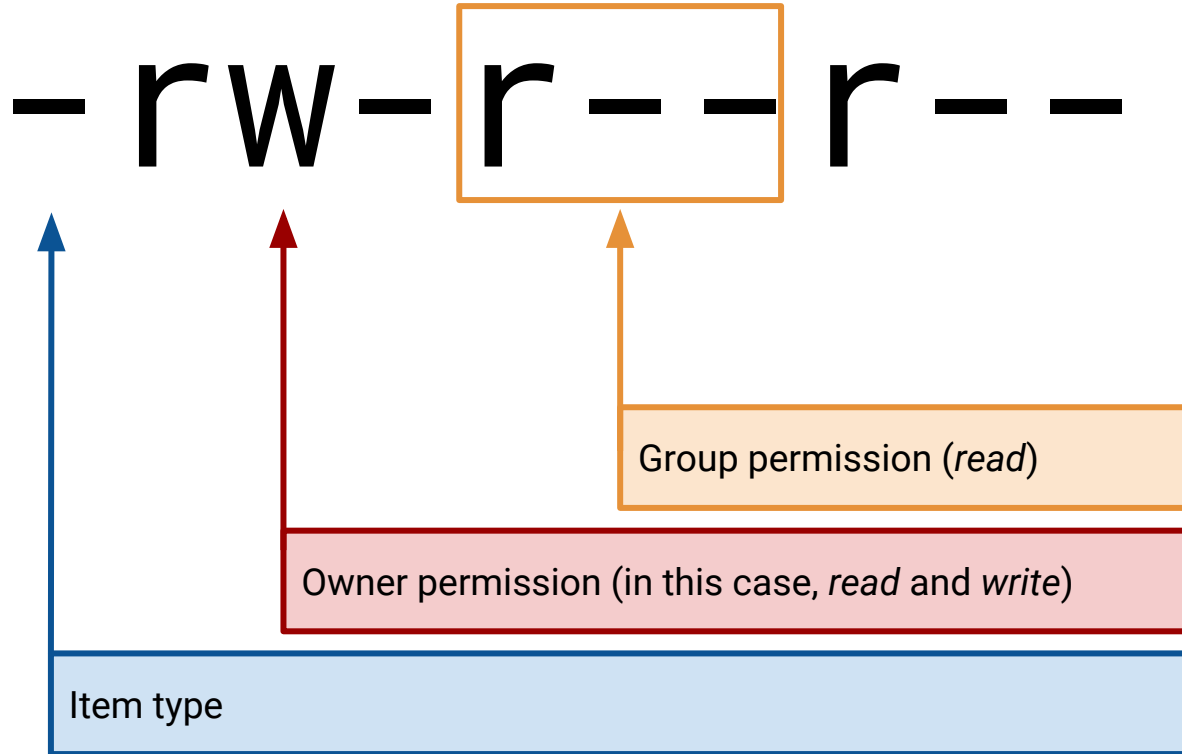 -rw-r--r--
Group permission (read)
Owner permission (in this case, read and write)
Item type